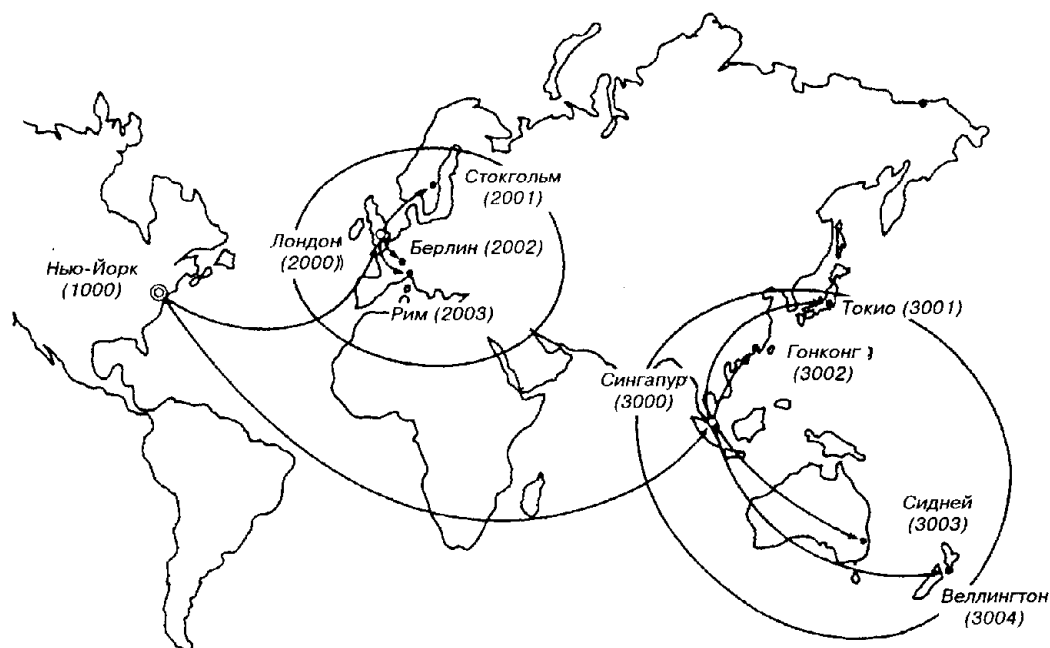 Стокгольм
(2001)
Лондон
(2000)
Берлин (2002)
Нью-Йорк
(1000)
Рим (2003)
Токио (3001)
Гонконг
(3002)
Сингапур
(3000)
Сидней
(3003)
Веллингтон
(3004)